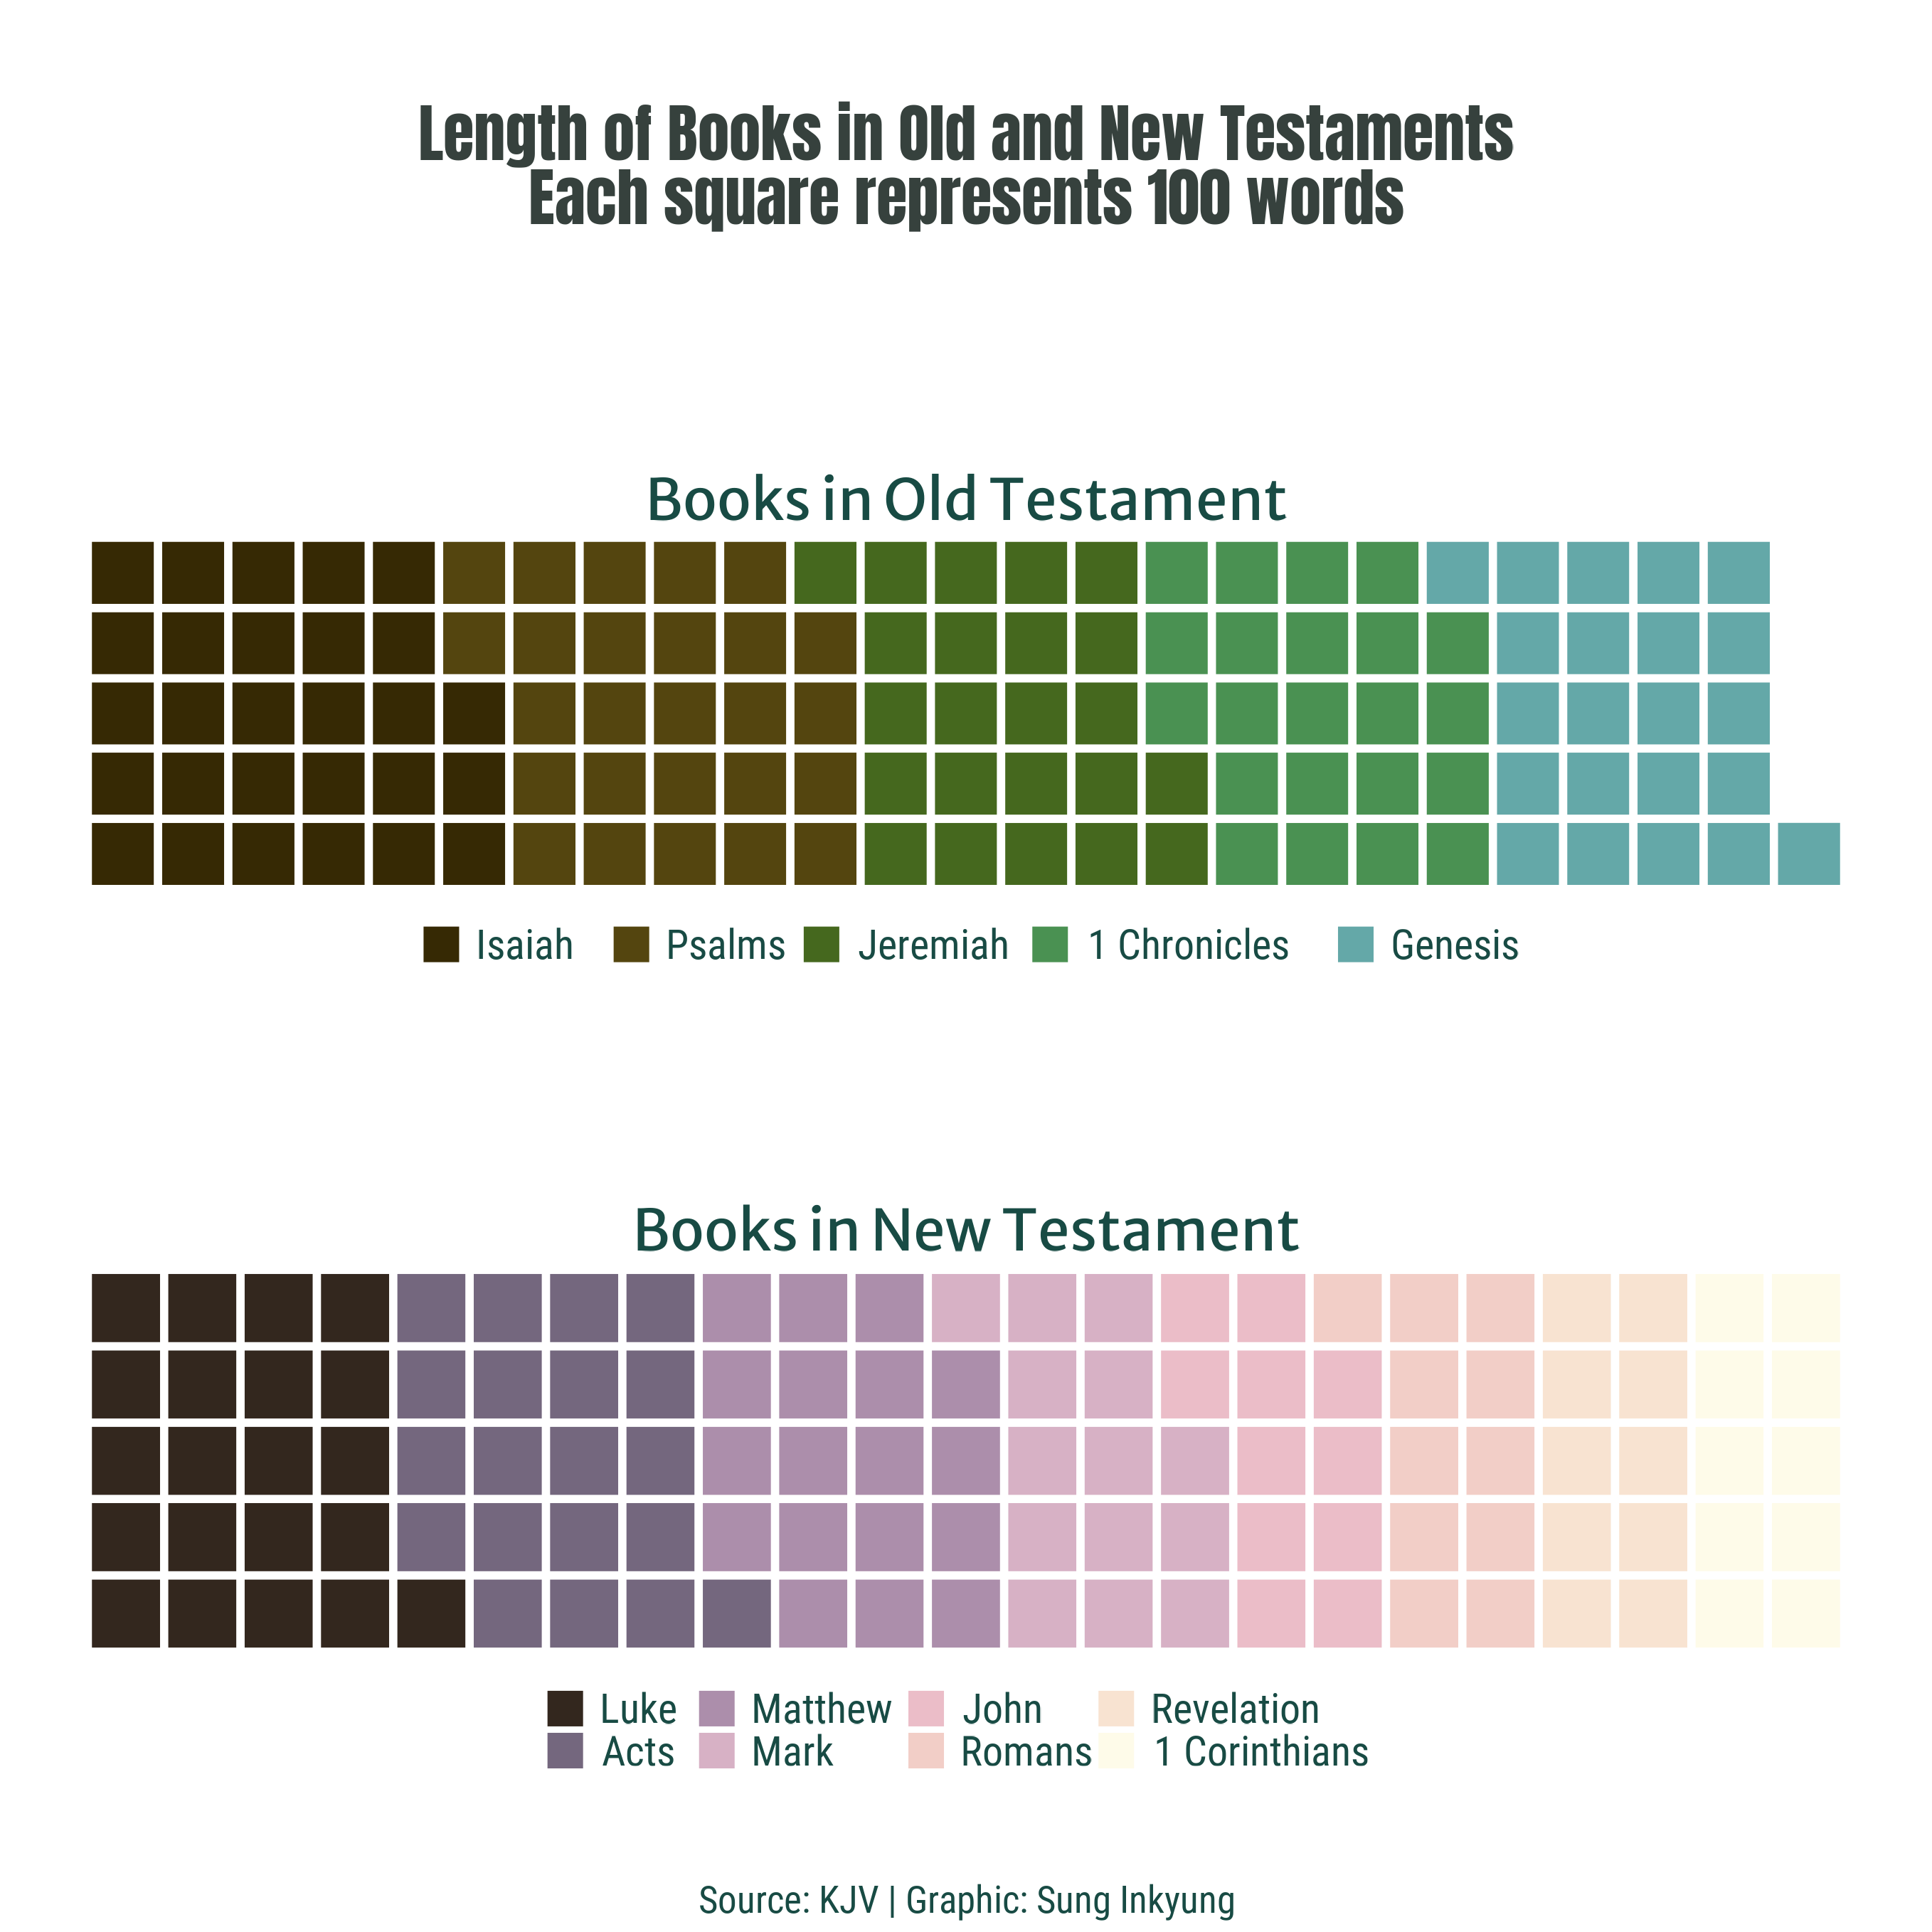 Length of Books in Old and New Testaments
Each square represents 100 words
Books in Old Testament
Isaiah Psalms Jeremiah 1 Chronicles Genesis
Books in New Testament
Luke Matthew John Revelation
Acts Mark Romans 1 Corinthians
Source: KJV | Graphic: Sung Inkyung